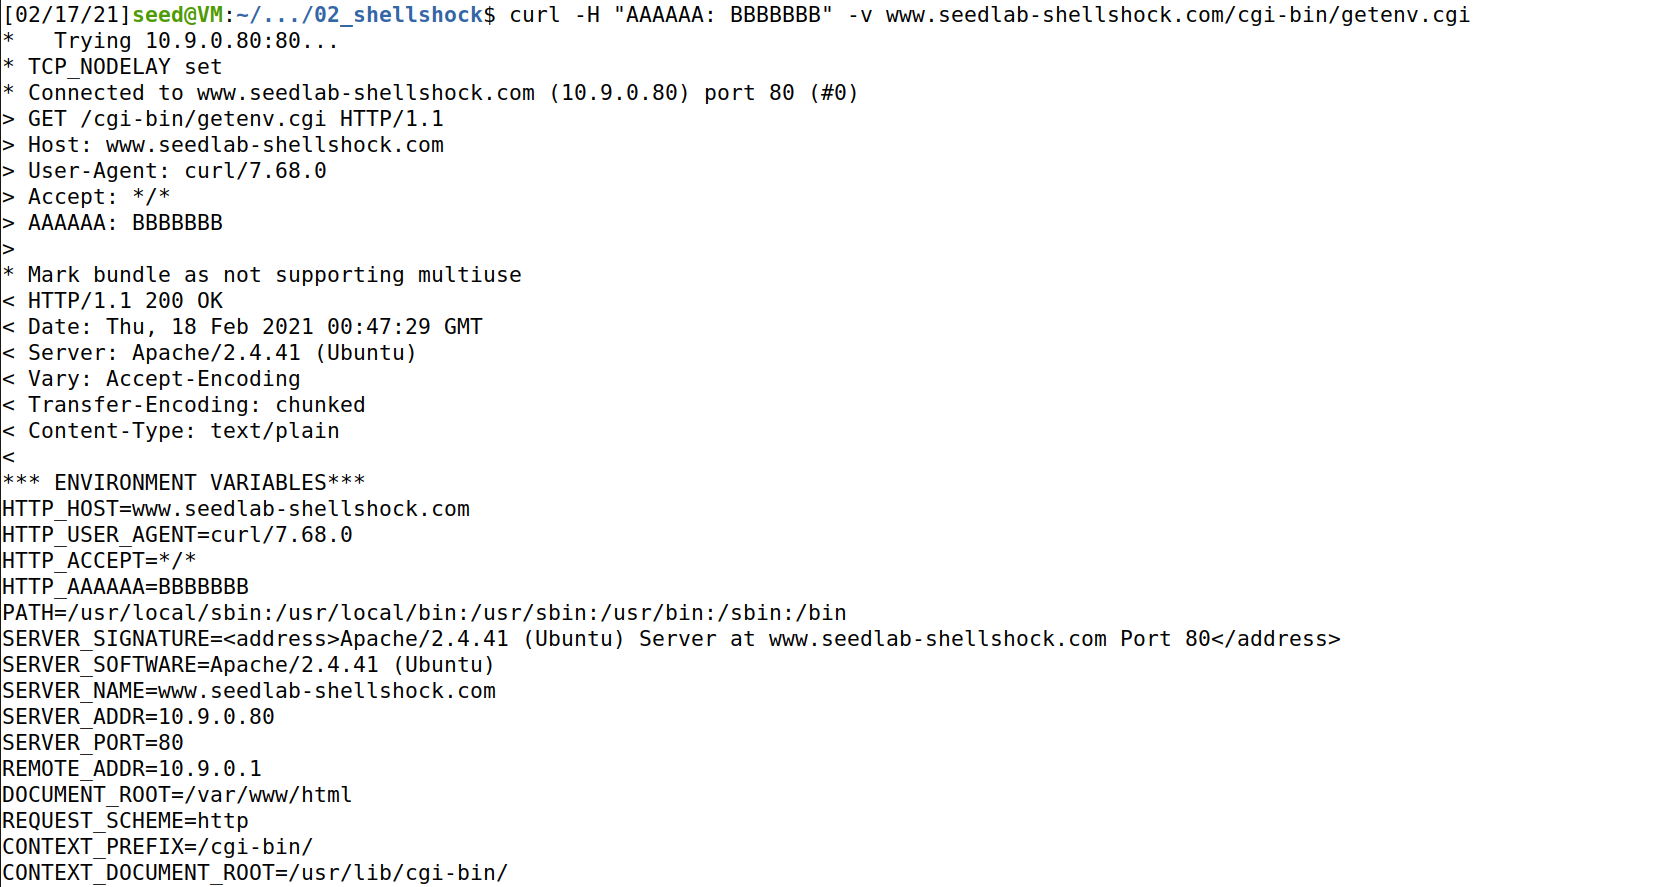 [02/17/21]seed@VM:~/.../02_shellshock$ curl -H "AAAAAA: BBBBBBB" -v www.seedlab-shellshock.com/cgi-bin/getenv.cgi
*   Trying 10.9.0.80:80...
* TCP_NODELAY set
* Connected to www.seedlab-shellshock.com (10.9.0.80) port 80 (#0)
> GET /cgi-bin/getenv.cgi HTTP/1.1
> Host: www.seedlab-shellshock.com
> User-Agent: curl/7.68.0
> Accept: */*
> AAAAAA: BBBBBBB
>
* Mark bundle as not supporting multiuse
< HTTP/1.1 200 OK
< Date: Thu, 18 Feb 2021 00:47:29 GMT
< Server: Apache/2.4.41 (Ubuntu)
< Vary: Accept-Encoding
< Transfer-Encoding: chunked
< Content-Type: text/plain
<
*** ENVIRONMENT VARIABLES***
HTTP_HOST=www.seedlab-shellshock.com
HTTP_USER_AGENT=curl/7.68.0
HTTP_ACCEPT=*/*
HTTP_AAAAAA=BBBBBBB
PATH=/usr/local/sbin:/usr/local/bin:/usr/sbin:/usr/bin:/sbin:/bin
SERVER_SIGNATURE=<address>Apache/2.4.41 (Ubuntu) Server at www.seedlab-shellshock.com Port 80</address>
SERVER_SOFTWARE=Apache/2.4.41 (Ubuntu)
SERVER_NAME=www.seedlab-shellshock.com
SERVER_ADDR=10.9.0.80
SERVER_PORT=80
REMOTE_ADDR=10.9.0.1
DOCUMENT_ROOT=/var/www/html
REQUEST_SCHEME=http
CONTEXT_PREFIX=/cgi-bin/
CONTEXT_DOCUMENT_ROOT=/usr/lib/cgi-bin/